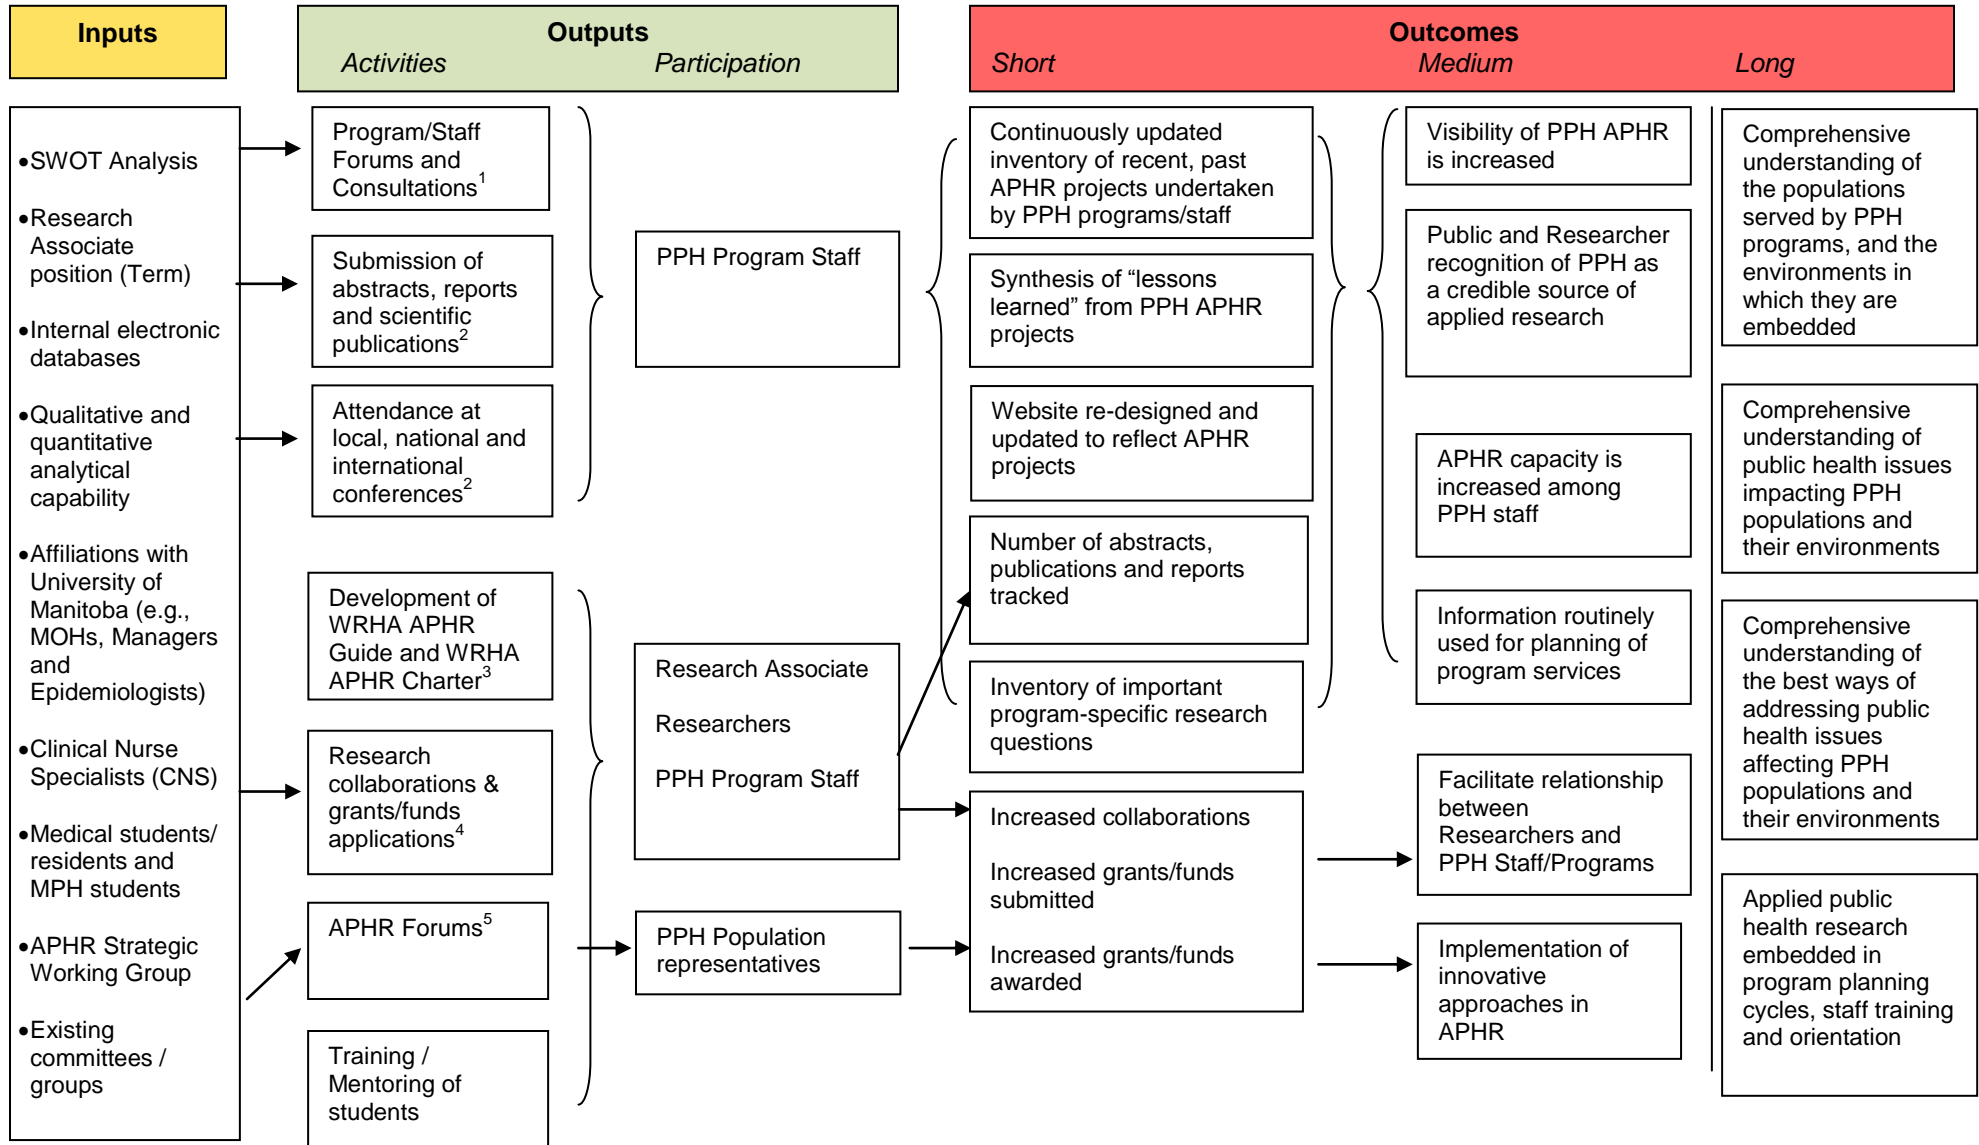 Inputs
Outputs
Activities Participation
Outcomes
Short Medium Long
•SWOT Analysis
•Research
Associate
position (Term)
•Internal electronic
databases
•Qualitative and
quantitative
analytical
capability
•Affiliations with
University of
Manitoba (e.g.,
MOHs, Managers
and
Epidemiologists)
•Clinical Nurse
Specialists (CNS)
•Medical students/
residents and
MPH students
•APHR Strategic
Working Group
•Existing
committees /
groups
Program/Staff
Forums and
Consultations1
Submission of
abstracts, reports
and scientific
publications2
Attendance at
local, national and
international
conferences2
Development of
WRHA APHR
Guide and WRHA
APHR Charter3
Research
collaborations &
grants/funds
applications4
APHR Forums5
Training /
Mentoring of
students
PPH Program Staff
Research Associate
Researchers
PPH Program Staff
PPH Population
representatives
Continuously updated
inventory of recent, past
APHR projects undertaken
by PPH programs/staff
Synthesis of “lessons
learned” from PPH APHR
projects
Website re-designed and
updated to reflect APHR
projects
Number of abstracts,
publications and reports
tracked
Inventory of important
program-specific research
questions
Increased collaborations
Increased grants/funds
submitted
Increased grants/funds
awarded
Visibility of PPH APHR
is increased
Public and Researcher
recognition of PPH as
a credible source of
applied research
APHR capacity is
increased among
PPH staff
Information routinely
used for planning of
program services
Facilitate relationship
between
Researchers and
PPH Staff/Programs
Implementation of
innovative
approaches in
APHR
Comprehensive
understanding of
the populations
served by PPH
programs, and the
environments in
which they are
embedded
Comprehensive
understanding of
public health issues
impacting PPH
populations and
their environments
Comprehensive
understanding of
the best ways of
addressing public
health issues
affecting PPH
populations and
their environments
Applied public
health research
embedded in
program planning
cycles, staff training
and orientation